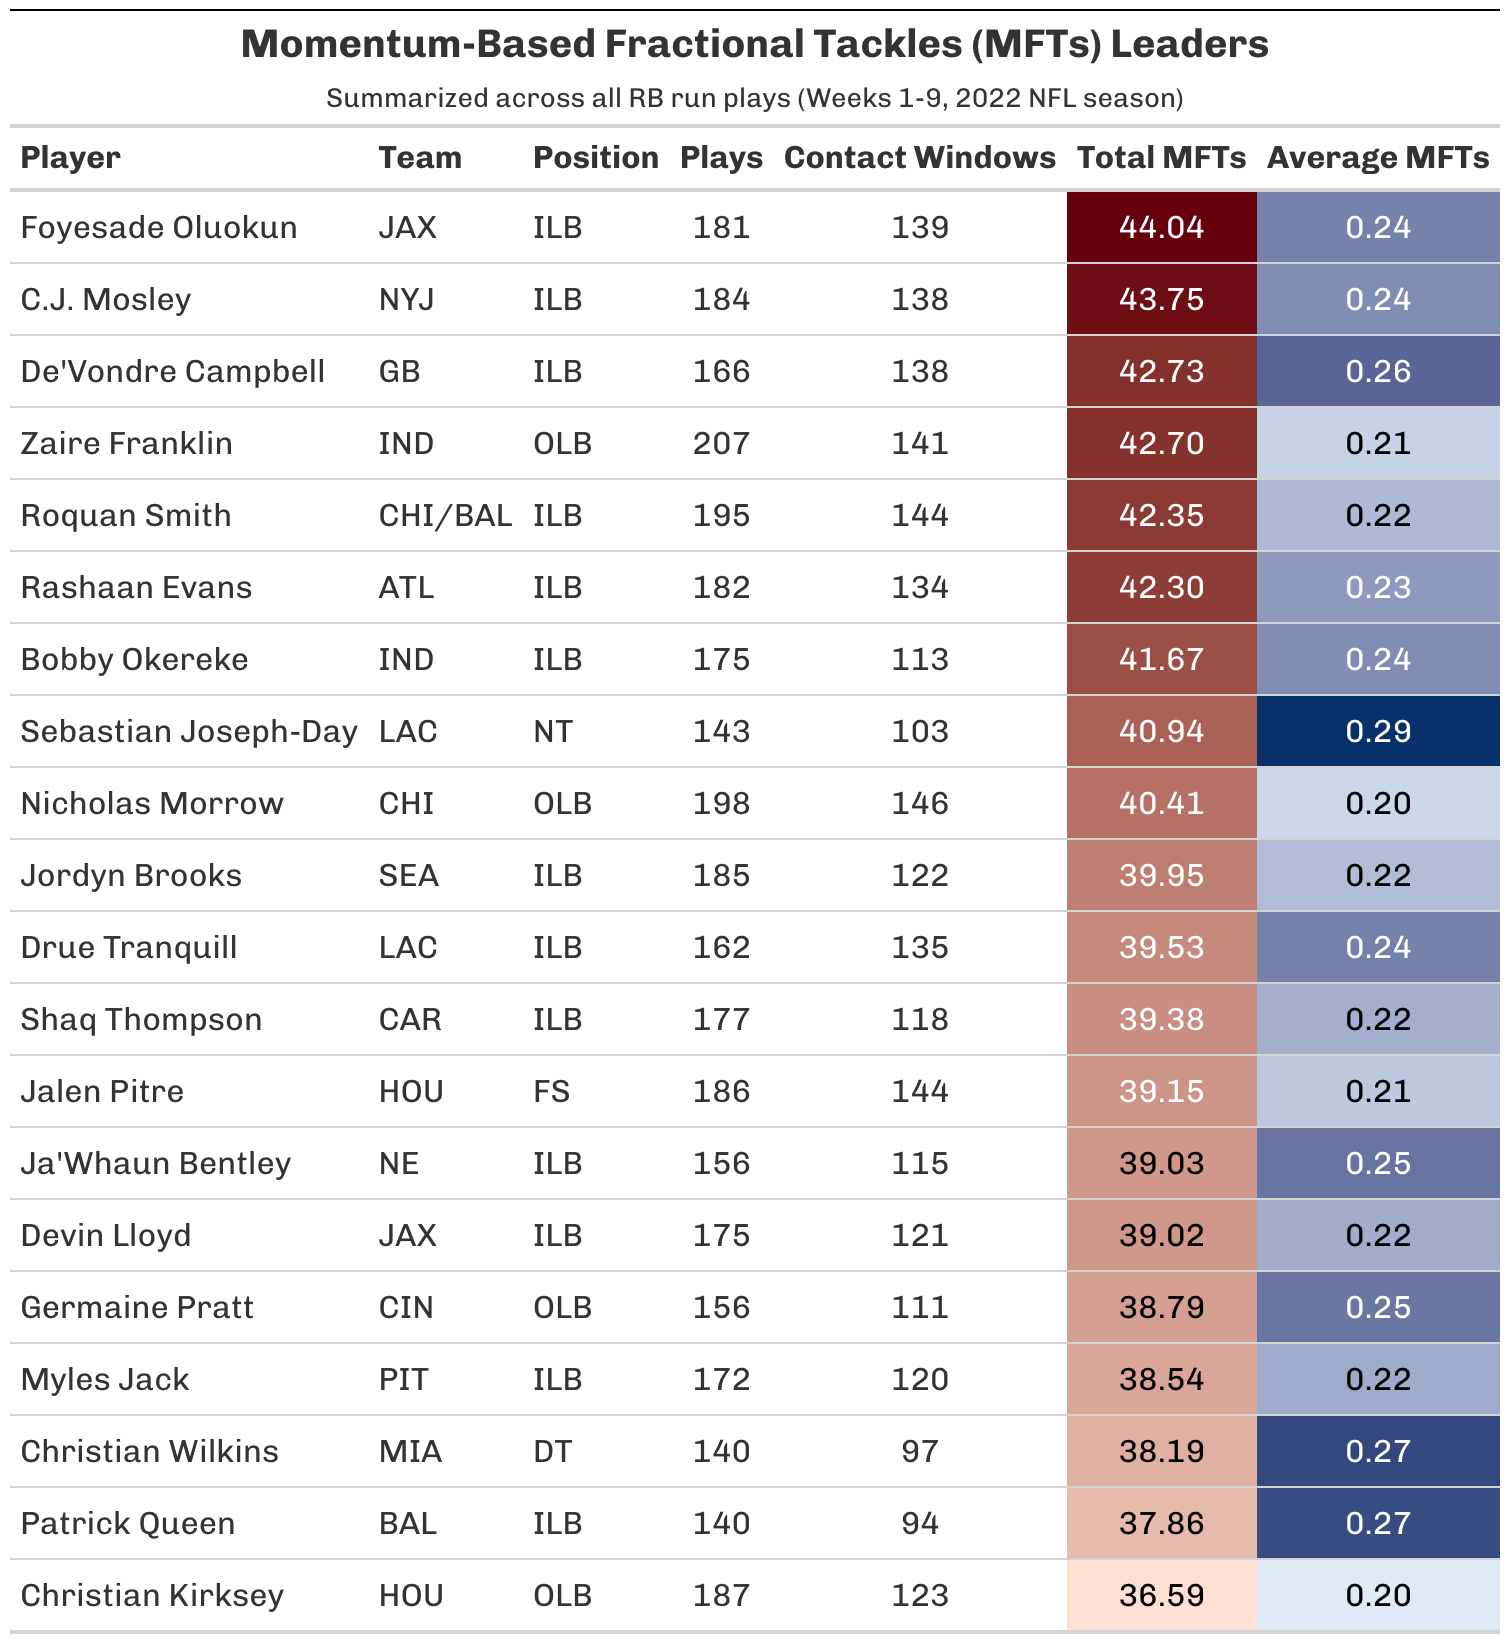 Momentum-Based Fractional Tackles (MFTs) Leaders
Summarized across all RB run plays (Weeks 1-9, 2022 NFL season)
Player Team Position Plays Contact Windows Total MFTs Average MFTs
Foyesade Oluokun JAX ILB 181 139 44.04 0.24
C.J. Mosley NYJ ILB 184 138 43.75 0.24
De'Vondre Campbell GB ILB 166 138 42.73 0.26
Zaire Franklin IND OLB 207 141 42.70 0.21
Roquan Smith CHI/BAL ILB 195 144 42.35 0.22
Rashaan Evans ATL ILB 182 134 42.30 0.23
Bobby Okereke IND ILB 175 113 41.67 0.24
Sebastian Joseph-Day LAC NT 143 103 40.94 0.29
Nicholas Morrow CHI OLB 198 146 40.41 0.20
Jordyn Brooks SEA ILB 185 122 39.95 0.22
Drue Tranquill LAC ILB 162 135 39.53 0.24
Shaq Thompson CAR ILB 177 118 39.38 0.22
Jalen Pitre HOU FS 186 144 39.15 0.21
Ja'Whaun Bentley NE ILB 156 115 39.03 0.25
Devin Lloyd JAX ILB 175 121 39.02 0.22
Germaine Pratt CIN OLB 156 111 38.79 0.25
Myles Jack PIT ILB 172 120 38.54 0.22
Christian Wilkins MIA DT 140 97 38.19 0.27
Patrick Queen BAL ILB 140 94 37.86 0.27
Christian Kirksey HOU OLB 187 123 36.59 0.20